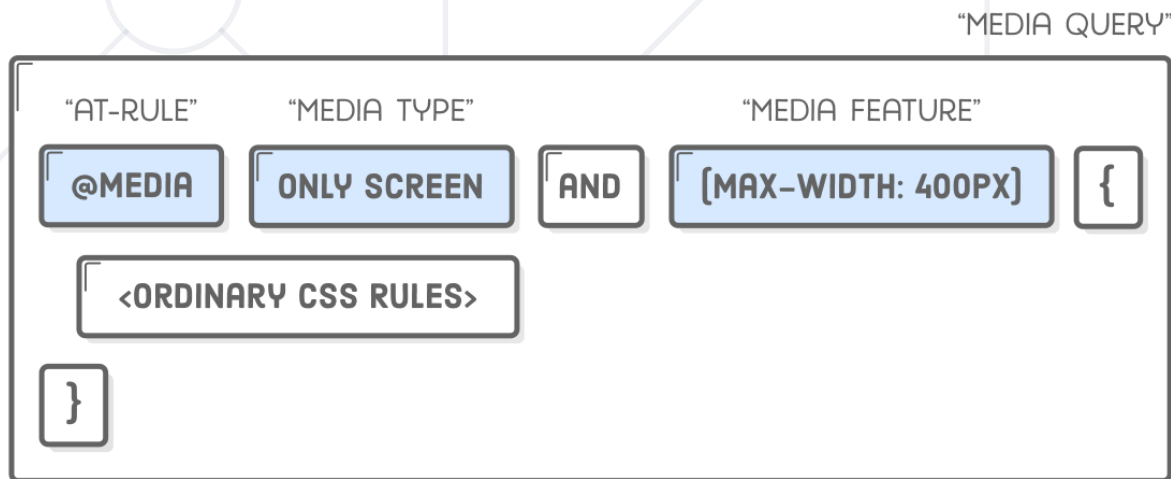 “MEDIA QUERY”
“AT-RULE” “MEDIA TYPE” “MEDIA FEATURE”
@MEDIA ONLY SCREEN AND (MAX-WIDTH: 400PX) {
<ORDINARY CSS RULES>
}